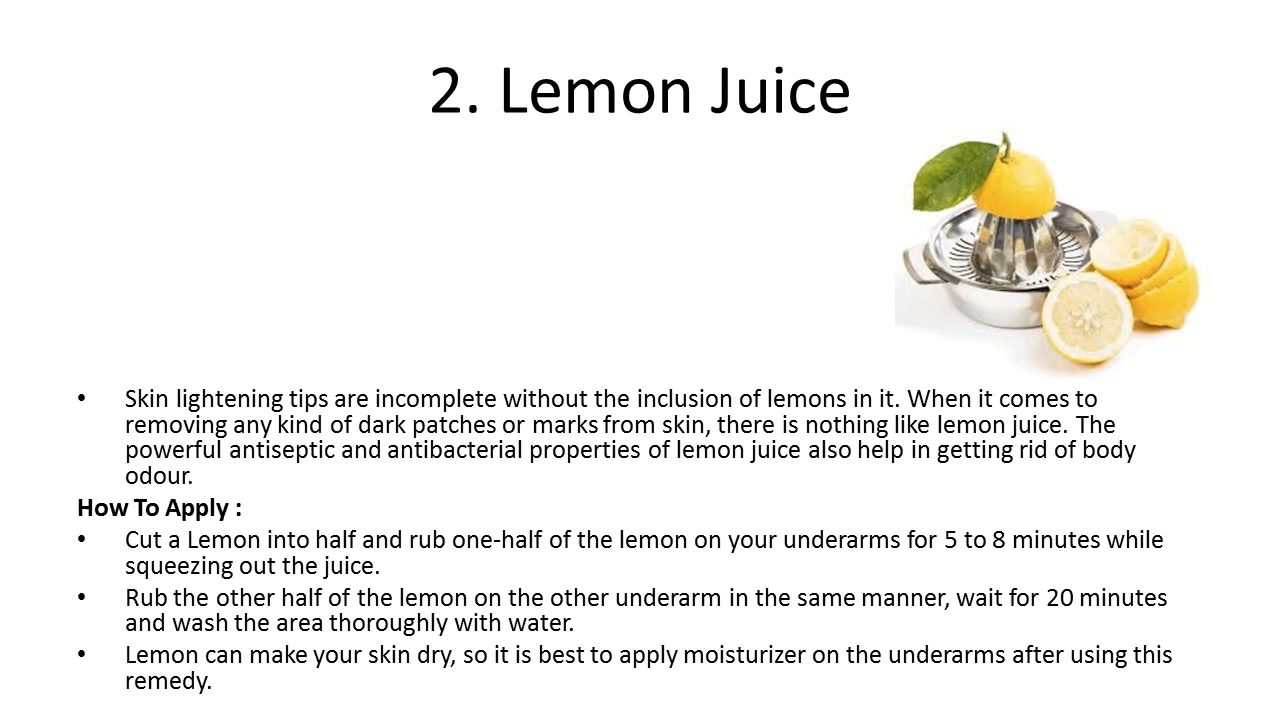 2. Lemon Juice
• Skin lightening tips are incomplete without the inclusion of lemons in it. When it comes to
removing any kind of dark patches or marks from skin, there is nothing like lemon juice. The
powerful antiseptic and antibacterial properties of lemon juice also help in getting rid of body
odour.
How To Apply :
• Cut a Lemon into half and rub one-half of the lemon on your underarms for 5 to 8 minutes while
squeezing out the juice.
• Rub the other half of the lemon on the other underarm in the same manner, wait for 20 minutes
and wash the area thoroughly with water.
• Lemon can make your skin dry, so it is best to apply moisturizer on the underarms after using this
remedy.